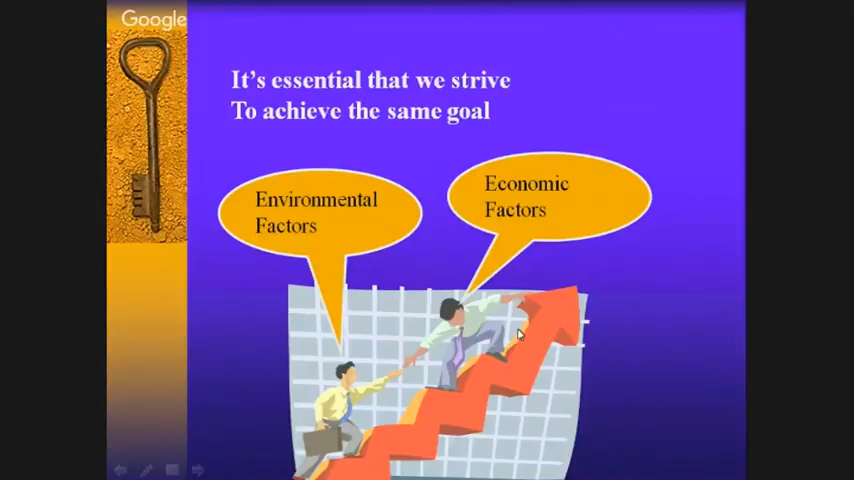 Google
It's essential that we strive
To achieve the same goal
Environmental
Factors
Economic
Factors